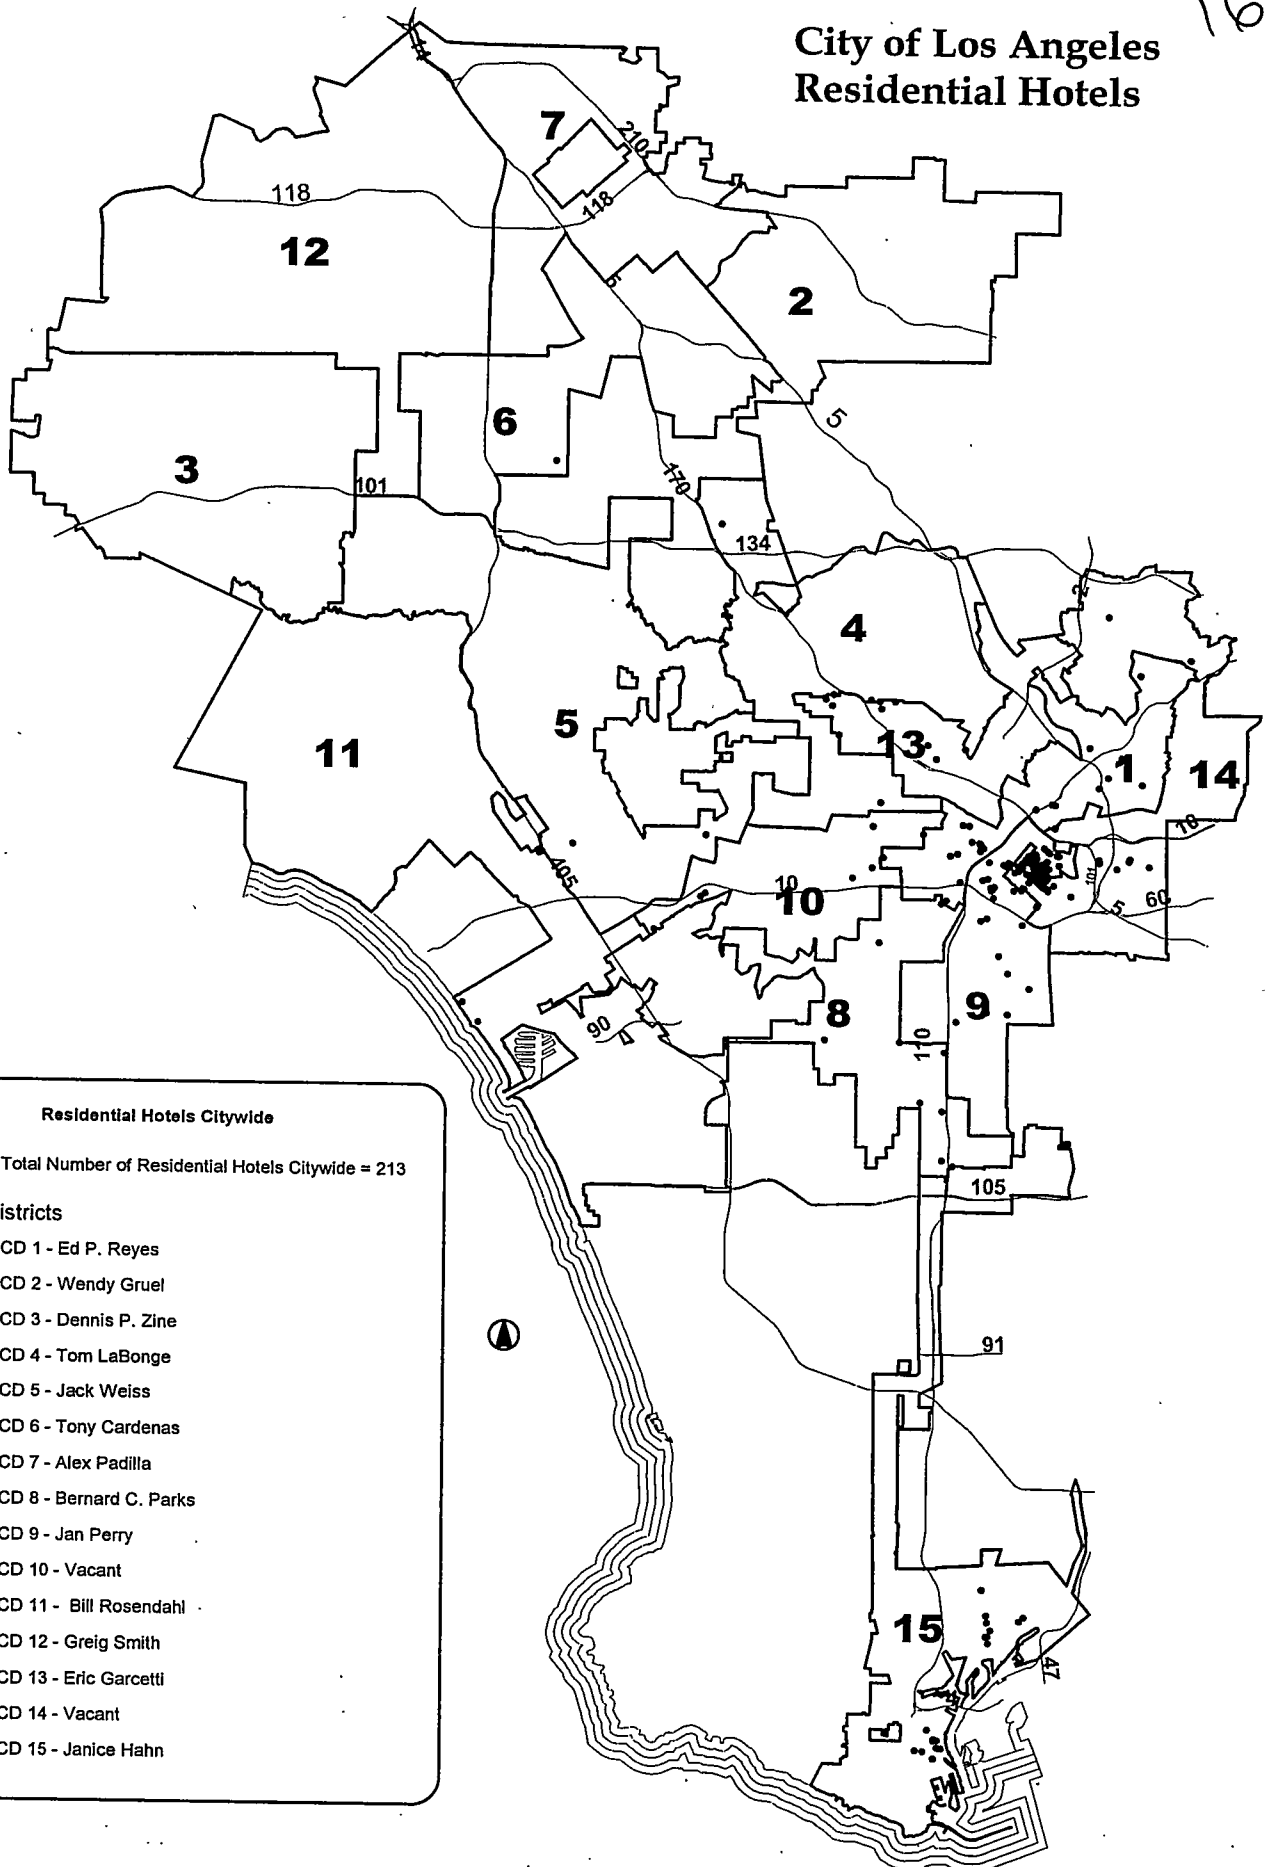 16
City of Los Angeles
Residential Hotels
7
210
118
118
12
5
2
6
5
3
101
170
134
2
4
5
13
11
1
14
10
405
10
10
101
5
60
8
9
90
110
Residential Hotels Citywide
Total Number of Residential Hotels Citywide = 213
105
istricts
CD 1 - Ed P. Reyes
CD 2 - Wendy Gruel
CD 3 - Dennis P. Zine
CD 4 - Tom LaBonge
91
CD 5 - Jack Weiss
CD 6 - Tony Cardenas
CD 7 - Alex Padilla
CD 8 - Bernard C. Parks
CD 9 - Jan Perry
CD 10 - Vacant
CD 11 - Bill Rosendahl
CD 12 - Greig Smith
15
CD 13 - Eric Garcetti
47
CD 14 - Vacant
CD 15 - Janice Hahn